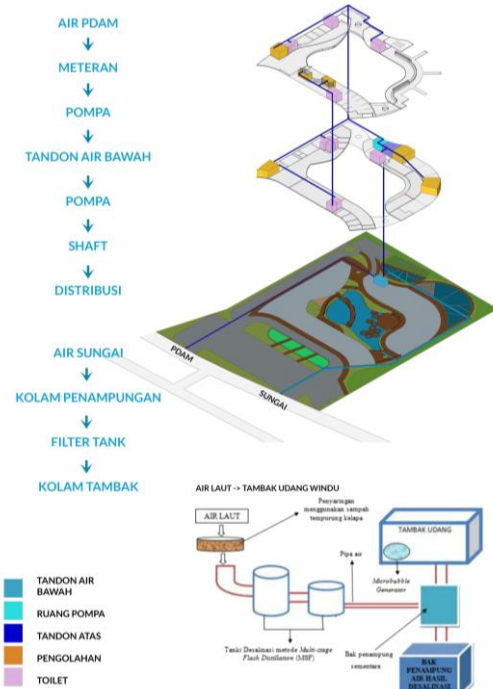 AIR PDAM
METERAN
POMPA
TANDON AIR BAWAH
POMPA
SHAFT
DISTRIBUSI
AIR SUNGAI
KOLAM PENAMPUNGAN
FILTER TANK
KOLAM TAMBAK
PDAM
SUNGAI
TANDON AIR
BAWAH
RUANG POMPA
TANDON ATAS
PENGOLAHAN
TOILET
AIR LAUT -> TAMBAK UDANG WINDU
AIR LAUT
Penyaringan
menggunakan sampah
tempurung kelapa
Pipa air
TAMBAK UDANG
Microbubble
Generator
Tanki Desalinasi metode Multi-stage
Flash Distillation (MSF)
Bak penampung
sementara
BAK
PENAMPUNG
AIR HASIL
DESALINASI